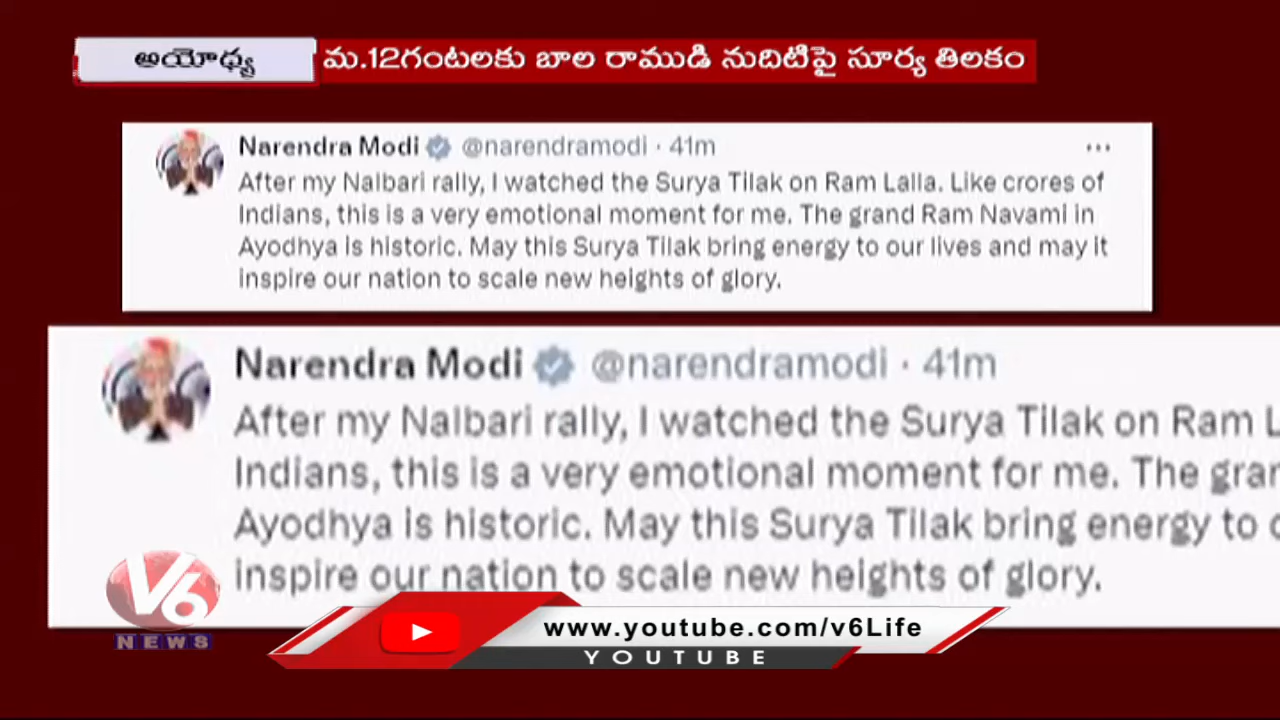 అయోధ్య
మ.12గంటలకు బాల రాముడి నుదిటిపై సూర్య తిలకం
Narendra Modi @narendramodi · 41m ...
After my Nalbari rally, I watched the Surya Tilak on Ram Lalla. Like crores of
Indians, this is a very emotional moment for me. The grand Ram Navami in
Ayodhya is historic. May this Surya Tilak bring energy to our lives and may it
inspire our nation to scale new heights of glory.
Narendra Modi @narendramodi · 41m
After my Nalbari rally, I watched the Surya Tilak on Ram
Indians, this is a very emotional moment for me. The
Ayodhya is historic. May this Surya Tilak bring energy to
inspire our nation to scale new heights of glory.
V6
NEWS
www.youtube.com/v6Life
YOUTUBE